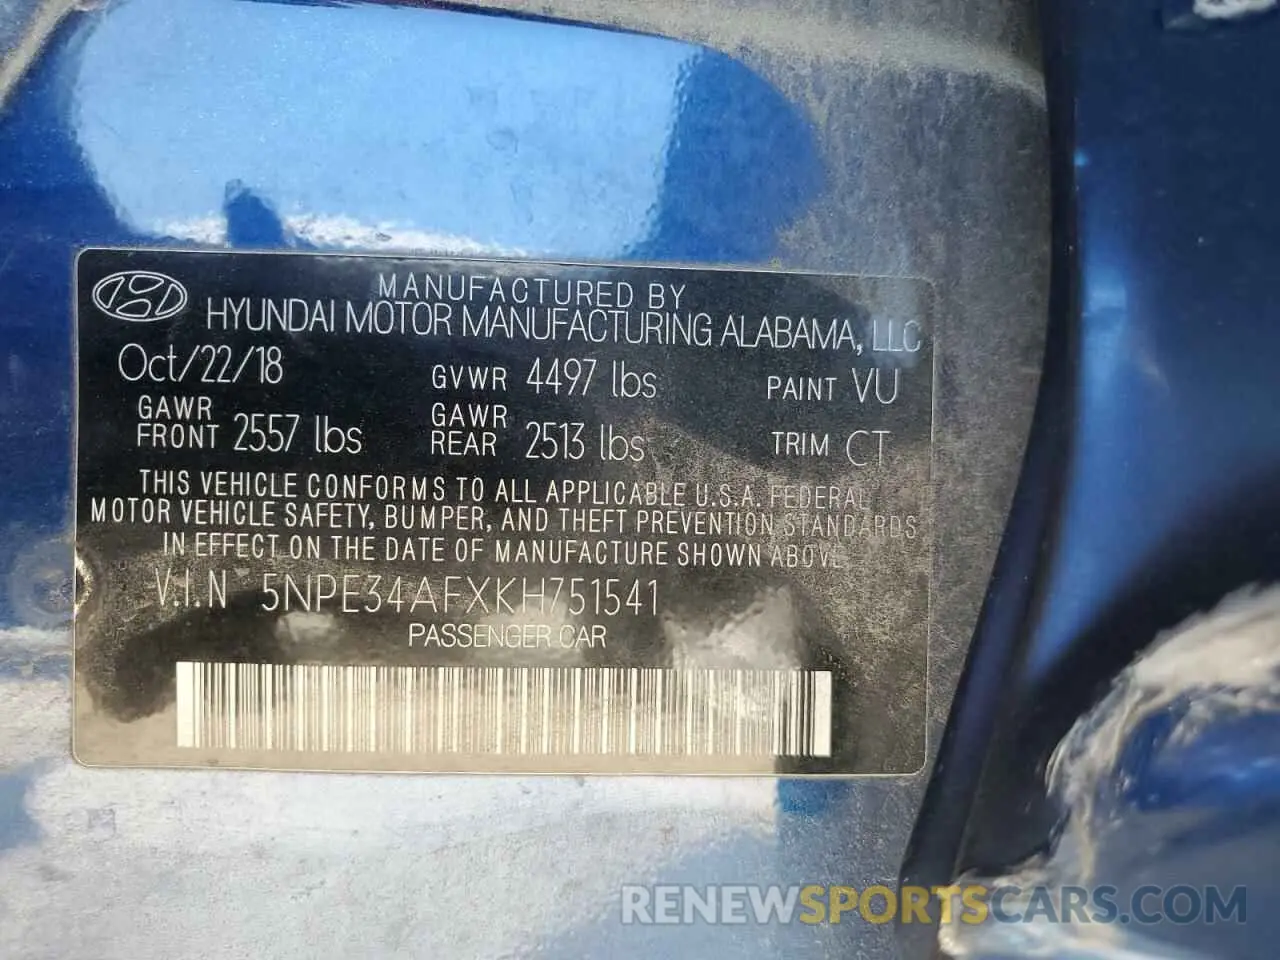 MANUFACTURED BY
HYUNDAI MOTOR MANUFACTURING ALABAMA, LLC
Oct/22/18 GVWR 4497 lbs PAINT VU
GAWR FRONT 2557 lbs GAWR REAR 2513 lbs TRIM CT
THIS VEHICLE CONFORMS TO ALL APPLICABLE U.S.A. FEDERAL
MOTOR VEHICLE SAFETY, BUMPER, AND THEFT PREVENTION STANDARDS
IN EFFECT ON THE DATE OF MANUFACTURE SHOWN ABOVE
V.I.N 5NPE34AFXKH751541
PASSENGER CAR
RENEWSPORTSCARS.COM